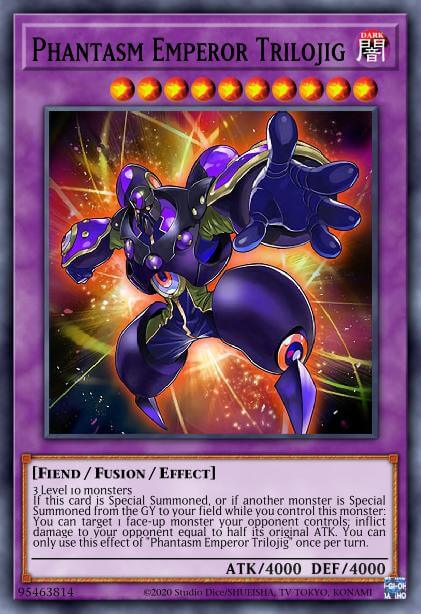 PHANTASM EMPEROR TRILOJIG
DARK
闇
[FIEND / FUSION / EFFECT]
3 Level 10 monsters
If this card is Special Summoned, or if another monster is Special
Summoned from the GY to your field while you control this monster:
You can target 1 face-up monster your opponent controls; inflict
damage to your opponent equal to half its original ATK. You can
only use this effect of "Phantasm Emperor Trilojig" once per turn.
ATK/4000 DEF/4000
95463814
©2020 Studio Dice/SHUEISHA, TV TOKYO, KONAMI